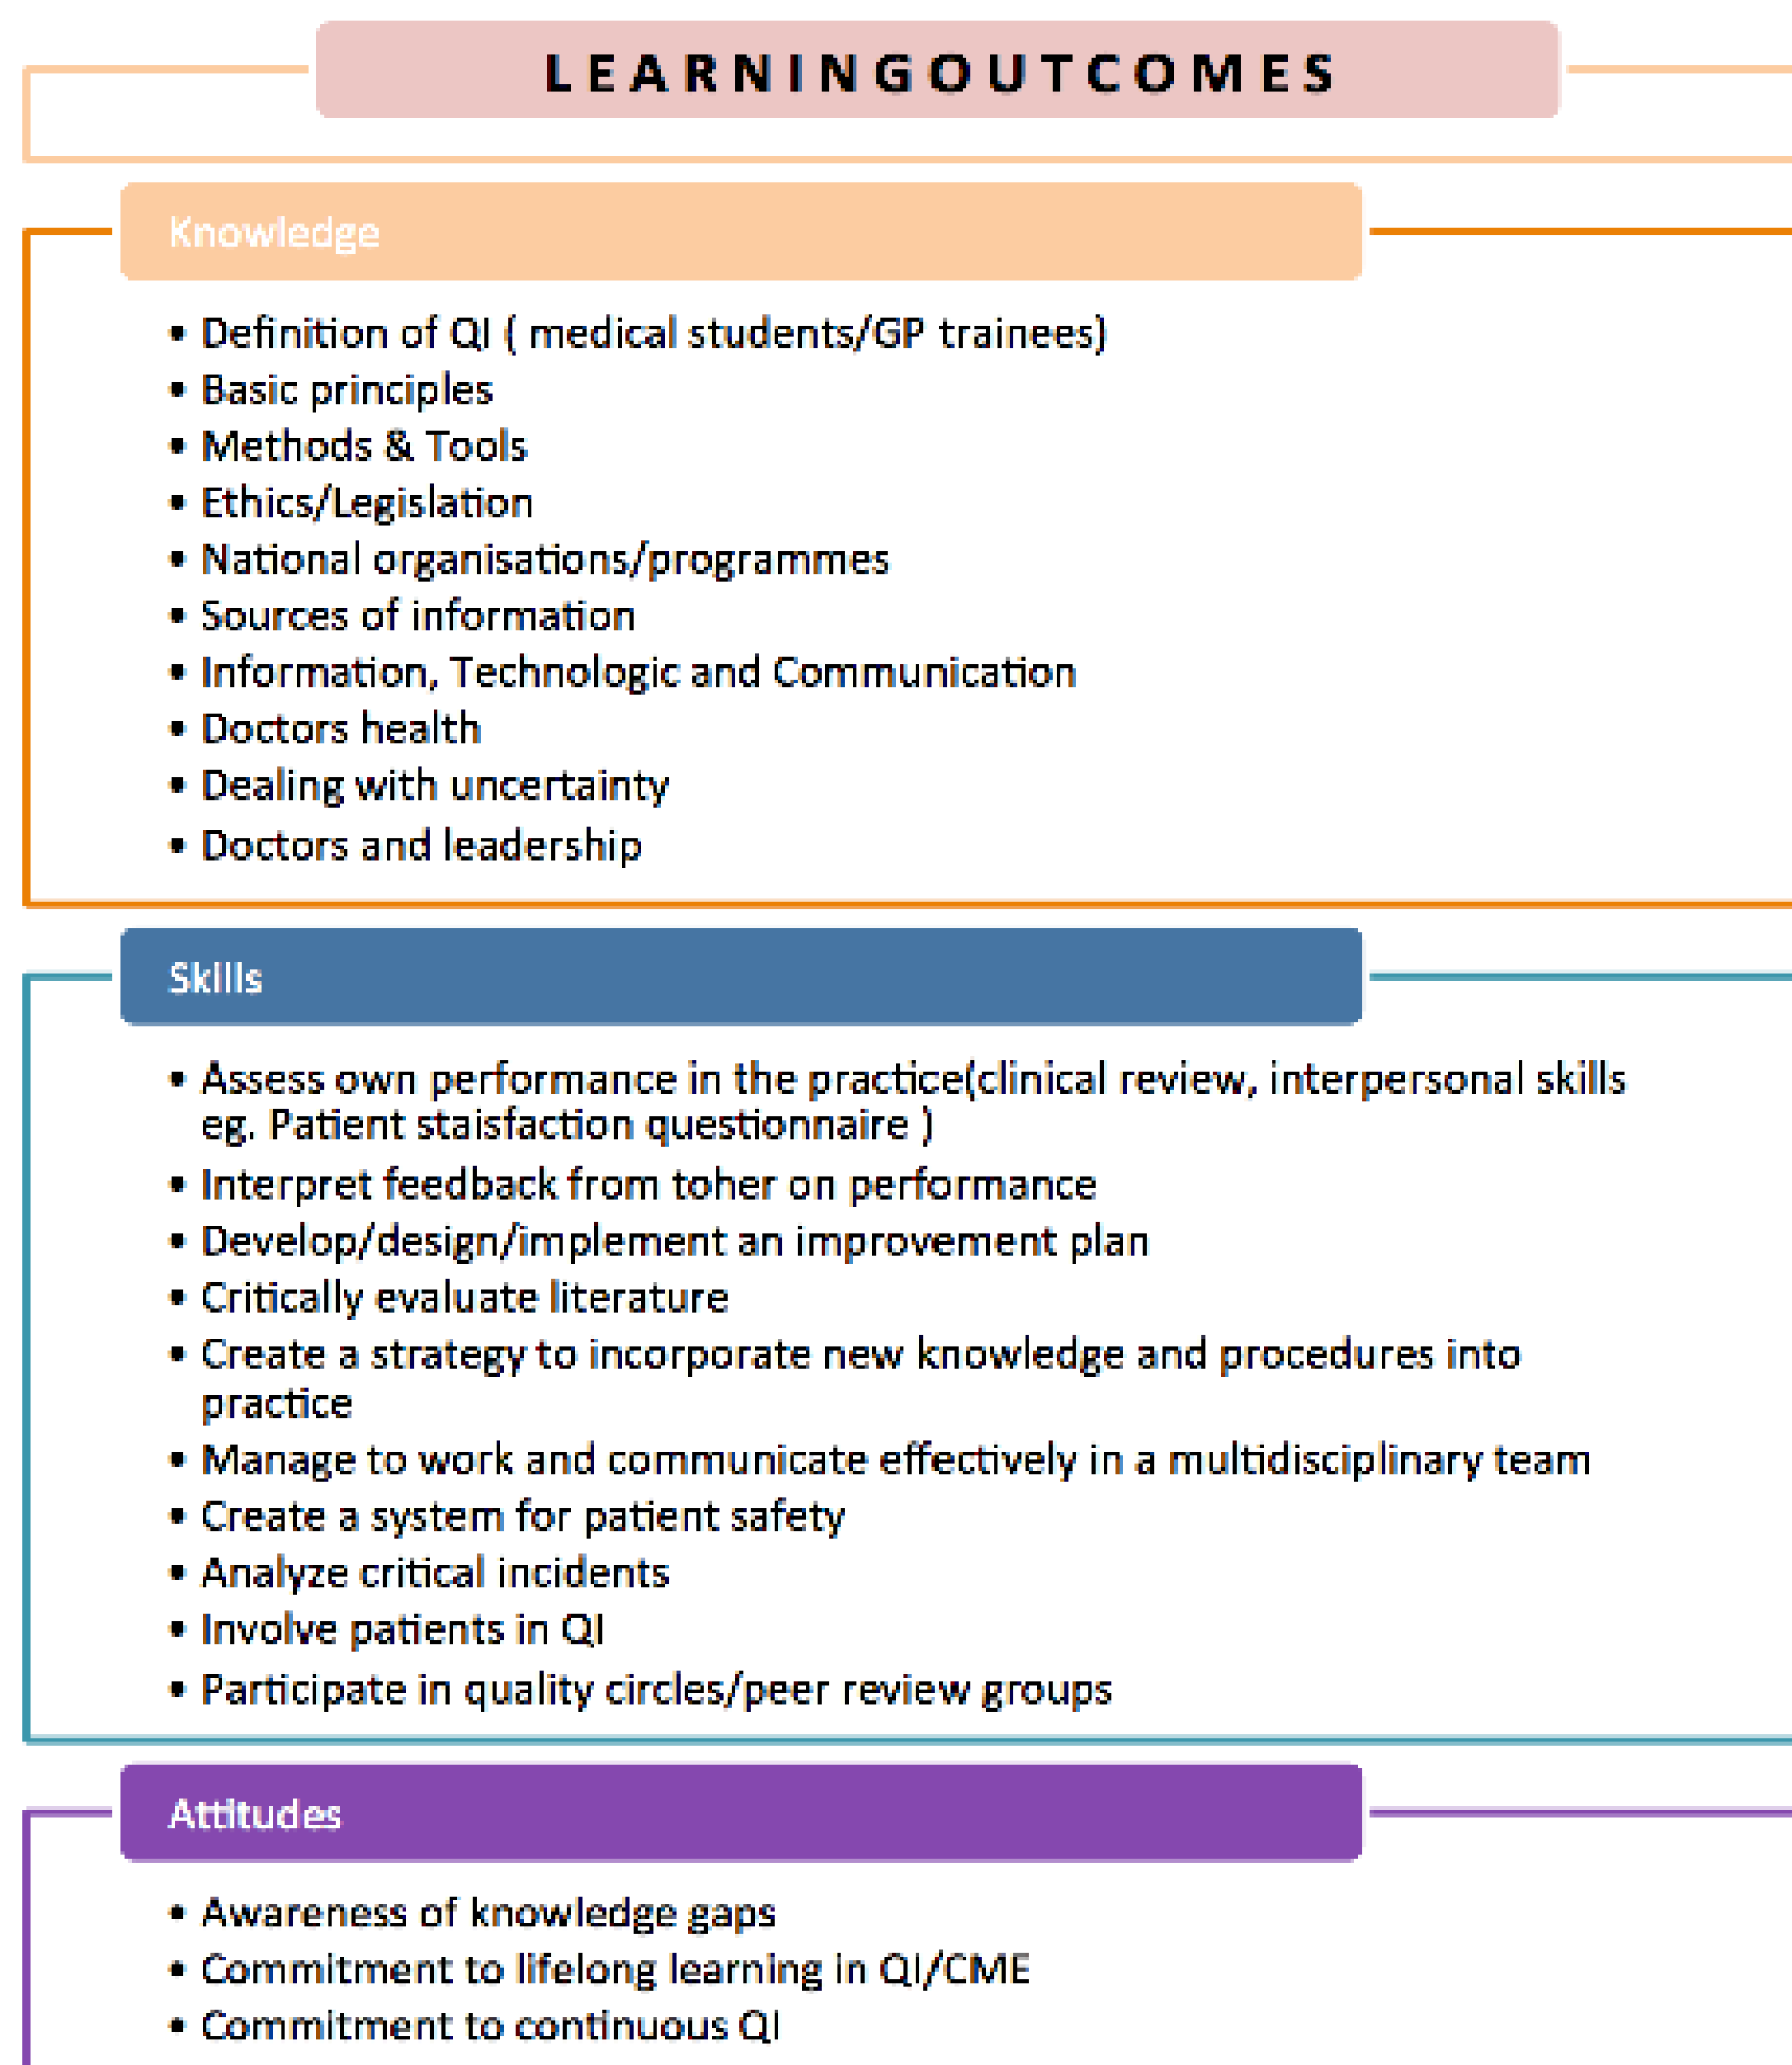 LEARNINGOUTCOMES
Knowledge
• Definition of QI ( medical students/GP trainees)
• Basic principles
• Methods & Tools
• Ethics/Legislation
• National organisations/programmes
• Sources of information
• Information, Technologic and Communication
• Doctors health
• Dealing with uncertainty
• Doctors and leadership
Skills
• Assess own performance in the practice(clinical review, interpersonal skills
eg. Patient staisfaction questionnaire )
• Interpret feedback from toher on performance
• Develop/design/implement an improvement plan
• Critically evaluate literature
• Create a strategy to incorporate new knowledge and procedures into
practice
• Manage to work and communicate effectively in a multidisciplinary team
• Create a system for patient safety
• Analyze critical incidents
• Involve patients in QI
• Participate in quality circles/peer review groups
Attitudes
• Awareness of knowledge gaps
• Commitment to lifelong learning in QI/CME
• Commitment to continuous QI